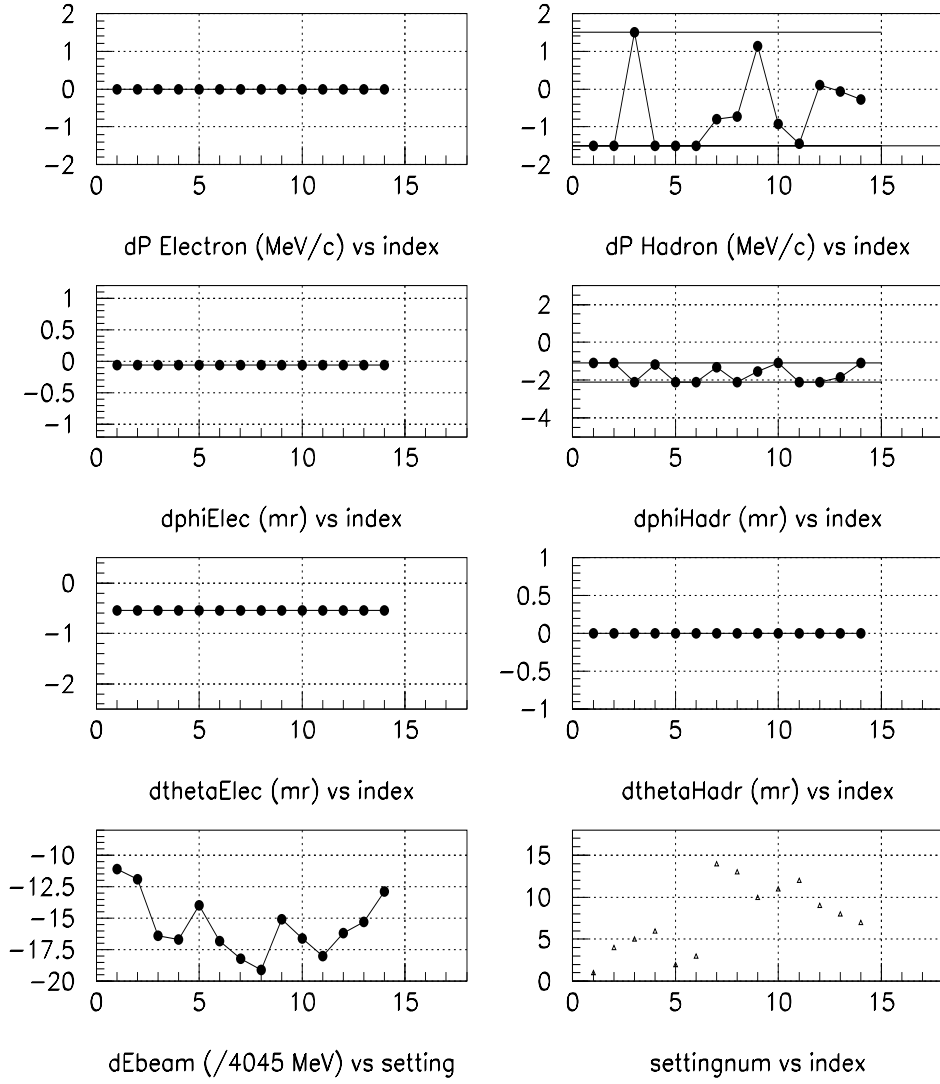 2
1
0
−1
−2
0 5 10 15
dP Electron (MeV/c) vs index
2
1
0
−1
−2
0 5 10 15
dP Hadron (MeV/c) vs index
1
0.5
0
−0.5
−1
0 5 10 15
dphiElec (mr) vs index
2
0
−2
−4
0 5 10 15
dphiHadr (mr) vs index
0
−1
−2
0 5 10 15
dthetaElec (mr) vs index
1
0.5
0
−0.5
−1
0 5 10 15
dthetaHadr (mr) vs index
−10
−12.5
−15
−17.5
−20
0 5 10 15
dEbeam (/4045 MeV) vs setting
15
10
5
0
0 5 10 15
settingnum vs index